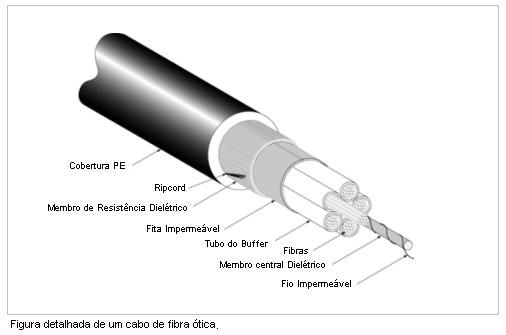 Cobertura PE
Ripcord
Membro de Resistência Dielétrico
Fita Impermeável
Tubo do Buffer
Fibras
Membro central Dielétrico
Fio Impermeável
Figura detalhada de um cabo de fibra ótica.